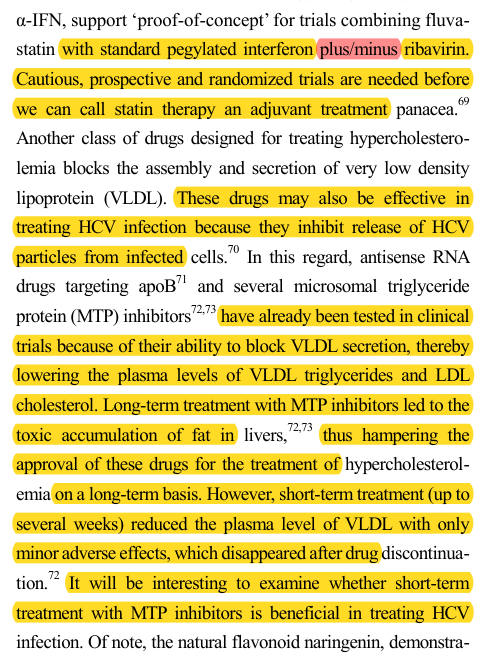 α-IFN, support ‘proof-of-concept’ for trials combining fluva-
statin with standard pegylated interferon plus/minus ribavirin.
Cautious, prospective and randomized trials are needed before
we can call statin therapy an adjuvant treatment panacea.69
Another class of drugs designed for treating hypercholestero-
lemia blocks the assembly and secretion of very low density
lipoprotein (VLDL). These drugs may also be effective in
treating HCV infection because they inhibit release of HCV
particles from infected cells.70 In this regard, antisense RNA
drugs targeting apoB71 and several microsomal triglyceride
protein (MTP) inhibitors72,73 have already been tested in clinical
trials because of their ability to block VLDL secretion, thereby
lowering the plasma levels of VLDL triglycerides and LDL
cholesterol. Long-term treatment with MTP inhibitors led to the
toxic accumulation of fat in livers,72,73 thus hampering the
approval of these drugs for the treatment of hypercholesterol-
emia on a long-term basis. However, short-term treatment (up to
several weeks) reduced the plasma level of VLDL with only
minor adverse effects, which disappeared after drug discontinua-
tion.72 It will be interesting to examine whether short-term
treatment with MTP inhibitors is beneficial in treating HCV
infection. Of note, the natural flavonoid naringenin, demonstra-